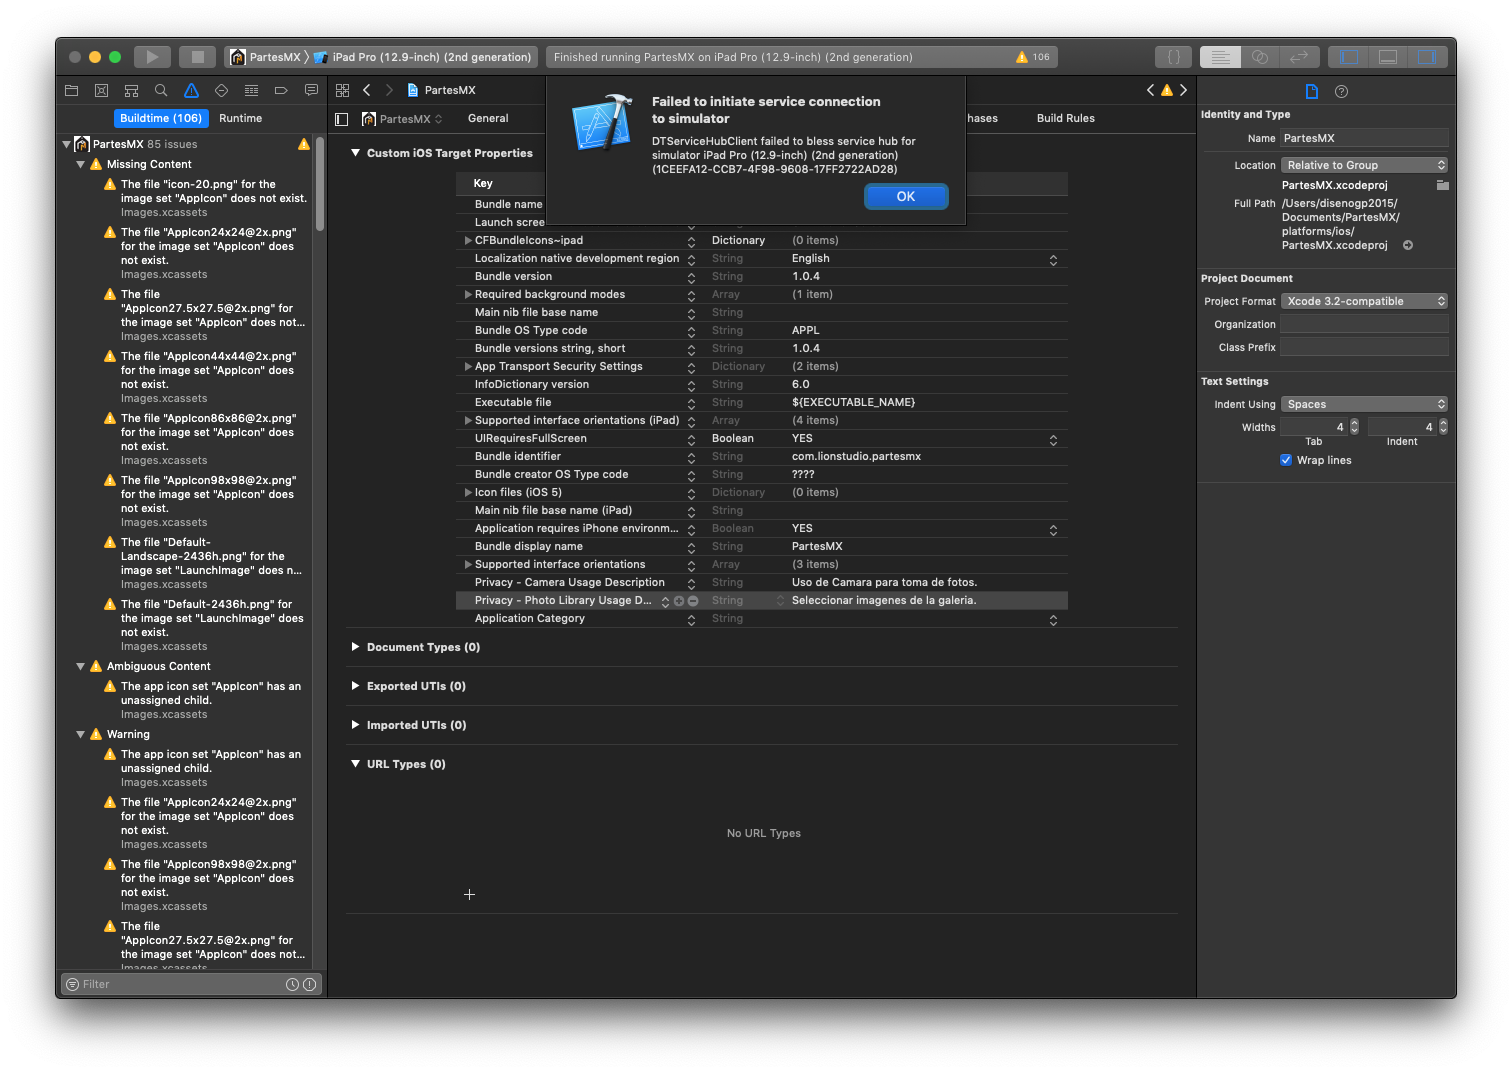 PartesMX
iPad Pro (12.9-inch) (2nd generation)
Finished running PartesMX on iPad Pro (12.9-inch) (2nd generation)
106
Buildtime (106)
Runtime
PartesMX 85 issues
Missing Content
The file "icon-20.png" for the
image set "AppIcon" does not exist.
Images.xcassets
The file "AppIcon24x24@2x.png"
for the image set "AppIcon" does
not exist.
Images.xcassets
The file
"AppIcon27.5x27.5@2x.png" for
the image set "AppIcon" does not...
Images.xcassets
The file "AppIcon44x44@2x.png"
for the image set "AppIcon" does
not exist.
Images.xcassets
The file "AppIcon86x86@2x.png"
for the image set "AppIcon" does
not exist.
Images.xcassets
The file "AppIcon98x98@2x.png"
for the image set "AppIcon" does
not exist.
Images.xcassets
The file "Default-
Landscape-2436h.png" for the
image set "LaunchImage" does n...
Images.xcassets
The file "Default-2436h.png" for
the image set "LaunchImage" does
not exist.
Images.xcassets
Ambiguous Content
The app icon set "AppIcon" has an
unassigned child.
Images.xcassets
Warning
The app icon set "AppIcon" has an
unassigned child.
Images.xcassets
The file "AppIcon24x24@2x.png"
for the image set "AppIcon" does
not exist.
Images.xcassets
The file "AppIcon98x98@2x.png"
for the image set "AppIcon" does
not exist.
Images.xcassets
The file
"AppIcon27.5x27.5@2x.png" for
the image set "AppIcon" does not...
Images.xcassets
Filter
PartesMX
PartesMX
General
hases
Build Rules
Failed to initiate service connection
to simulator
DTServiceHubClient failed to bless service hub for
simulator iPad Pro (12.9-inch) (2nd generation)
(1CEEFA12-CCB7-4F98-9608-17FF2722AD28)
OK
Custom iOS Target Properties
Key
Bundle name
Launch scree
CFBundleIcons~ipad Dictionary (0 items)
Localization native development region String English
Bundle version String 1.0.4
Required background modes Array (1 item)
Main nib file base name String
Bundle OS Type code String APPL
Bundle versions string, short String 1.0.4
App Transport Security Settings Dictionary (2 items)
InfoDictionary version String 6.0
Executable file String ${EXECUTABLE_NAME}
Supported interface orientations (iPad) Array (4 items)
UIRequiresFullScreen Boolean YES
Bundle identifier String com.lionstudio.partesmx
Bundle creator OS Type code String ????
Icon files (iOS 5) Dictionary (0 items)
Main nib file base name (iPad) String
Application requires iPhone environm... Boolean YES
Bundle display name String PartesMX
Supported interface orientations Array (3 items)
Privacy - Camera Usage Description String Uso de Camara para toma de fotos.
Privacy - Photo Library Usage D... String Seleccionar imagenes de la galeria.
Application Category String
Document Types (0)
Exported UTIs (0)
Imported UTIs (0)
URL Types (0)
No URL Types
Identity and Type
Name PartesMX
Location Relative to Group
PartesMX.xcodeproj
Full Path /Users/disenogp2015/
Documents/PartesMX/
platforms/ios/
PartesMX.xcodeproj
Project Document
Project Format Xcode 3.2-compatible
Organization
Class Prefix
Text Settings
Indent Using Spaces
Widths 4 4
Tab Indent
Wrap lines